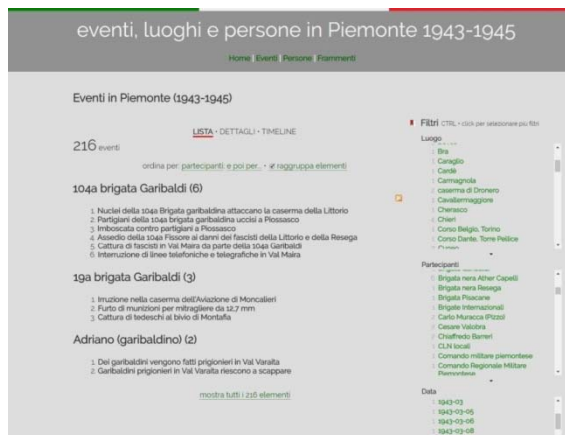 eventi, luoghi e persone in Piemonte 1943-1945
Home | Eventi | Persone | Frammenti
Eventi in Piemonte (1943-1945)
LISTA • DETTAGLI • TIMELINE
216 eventi
ordina per: partecipanti; e poi per... • raggruppa elementi
104a brigata Garibaldi (6)
1. Nuclei della 104a Brigata garibaldina attaccano la caserma della Littorio
2. Partigiani della 104a brigata garibaldina uccisi a Piossasco
3. Imboscata contro partigiani a Piossasco
4. Assedio della 104a Fissore ai danni dei fascisti della Littorio e della Resega
5. Cattura di fascisti in Val Maira da parte della 104a Garibaldi
6. Interruzione di linee telefoniche e telegrafiche in Val Maira
19a brigata Garibaldi (3)
1. Irruzione nella caserma dell'Aviazione di Moncalieri
2. Furto di munizioni per mitragliere da 12,7 mm
3. Cattura di tedeschi al bivio di Montafia
Adriano (garibaldino) (2)
1. Dei garibaldini vengono fatti prigionieri in Val Varaita
2. Garibaldini prigionieri in Val Varaita riescono a scappare
mostra tutti i 216 elementi
Filtri CTRL + click per selezionare più filtri
Luogo
Bra
Caraglio
Cardè
Carmagnola
caserma di Dronero
Cavallermaggiore
Cherasco
Chieri
Corso Belgio, Torino
Corso Dante, Torre Pellice
Partecipanti
Brigata nera Ather Capelli
Brigata nera Resega
Brigata Pisacane
Brigate Internazionali
Carlo Muracca (Pizzo)
Cesare Valobra
Chiaffredo Barreri
CLN locali
Comando militare piemontese
Comando Regionale Militare
Piemontese
Data
1943-03
1943-03-05
1943-03-06
1943-03-08